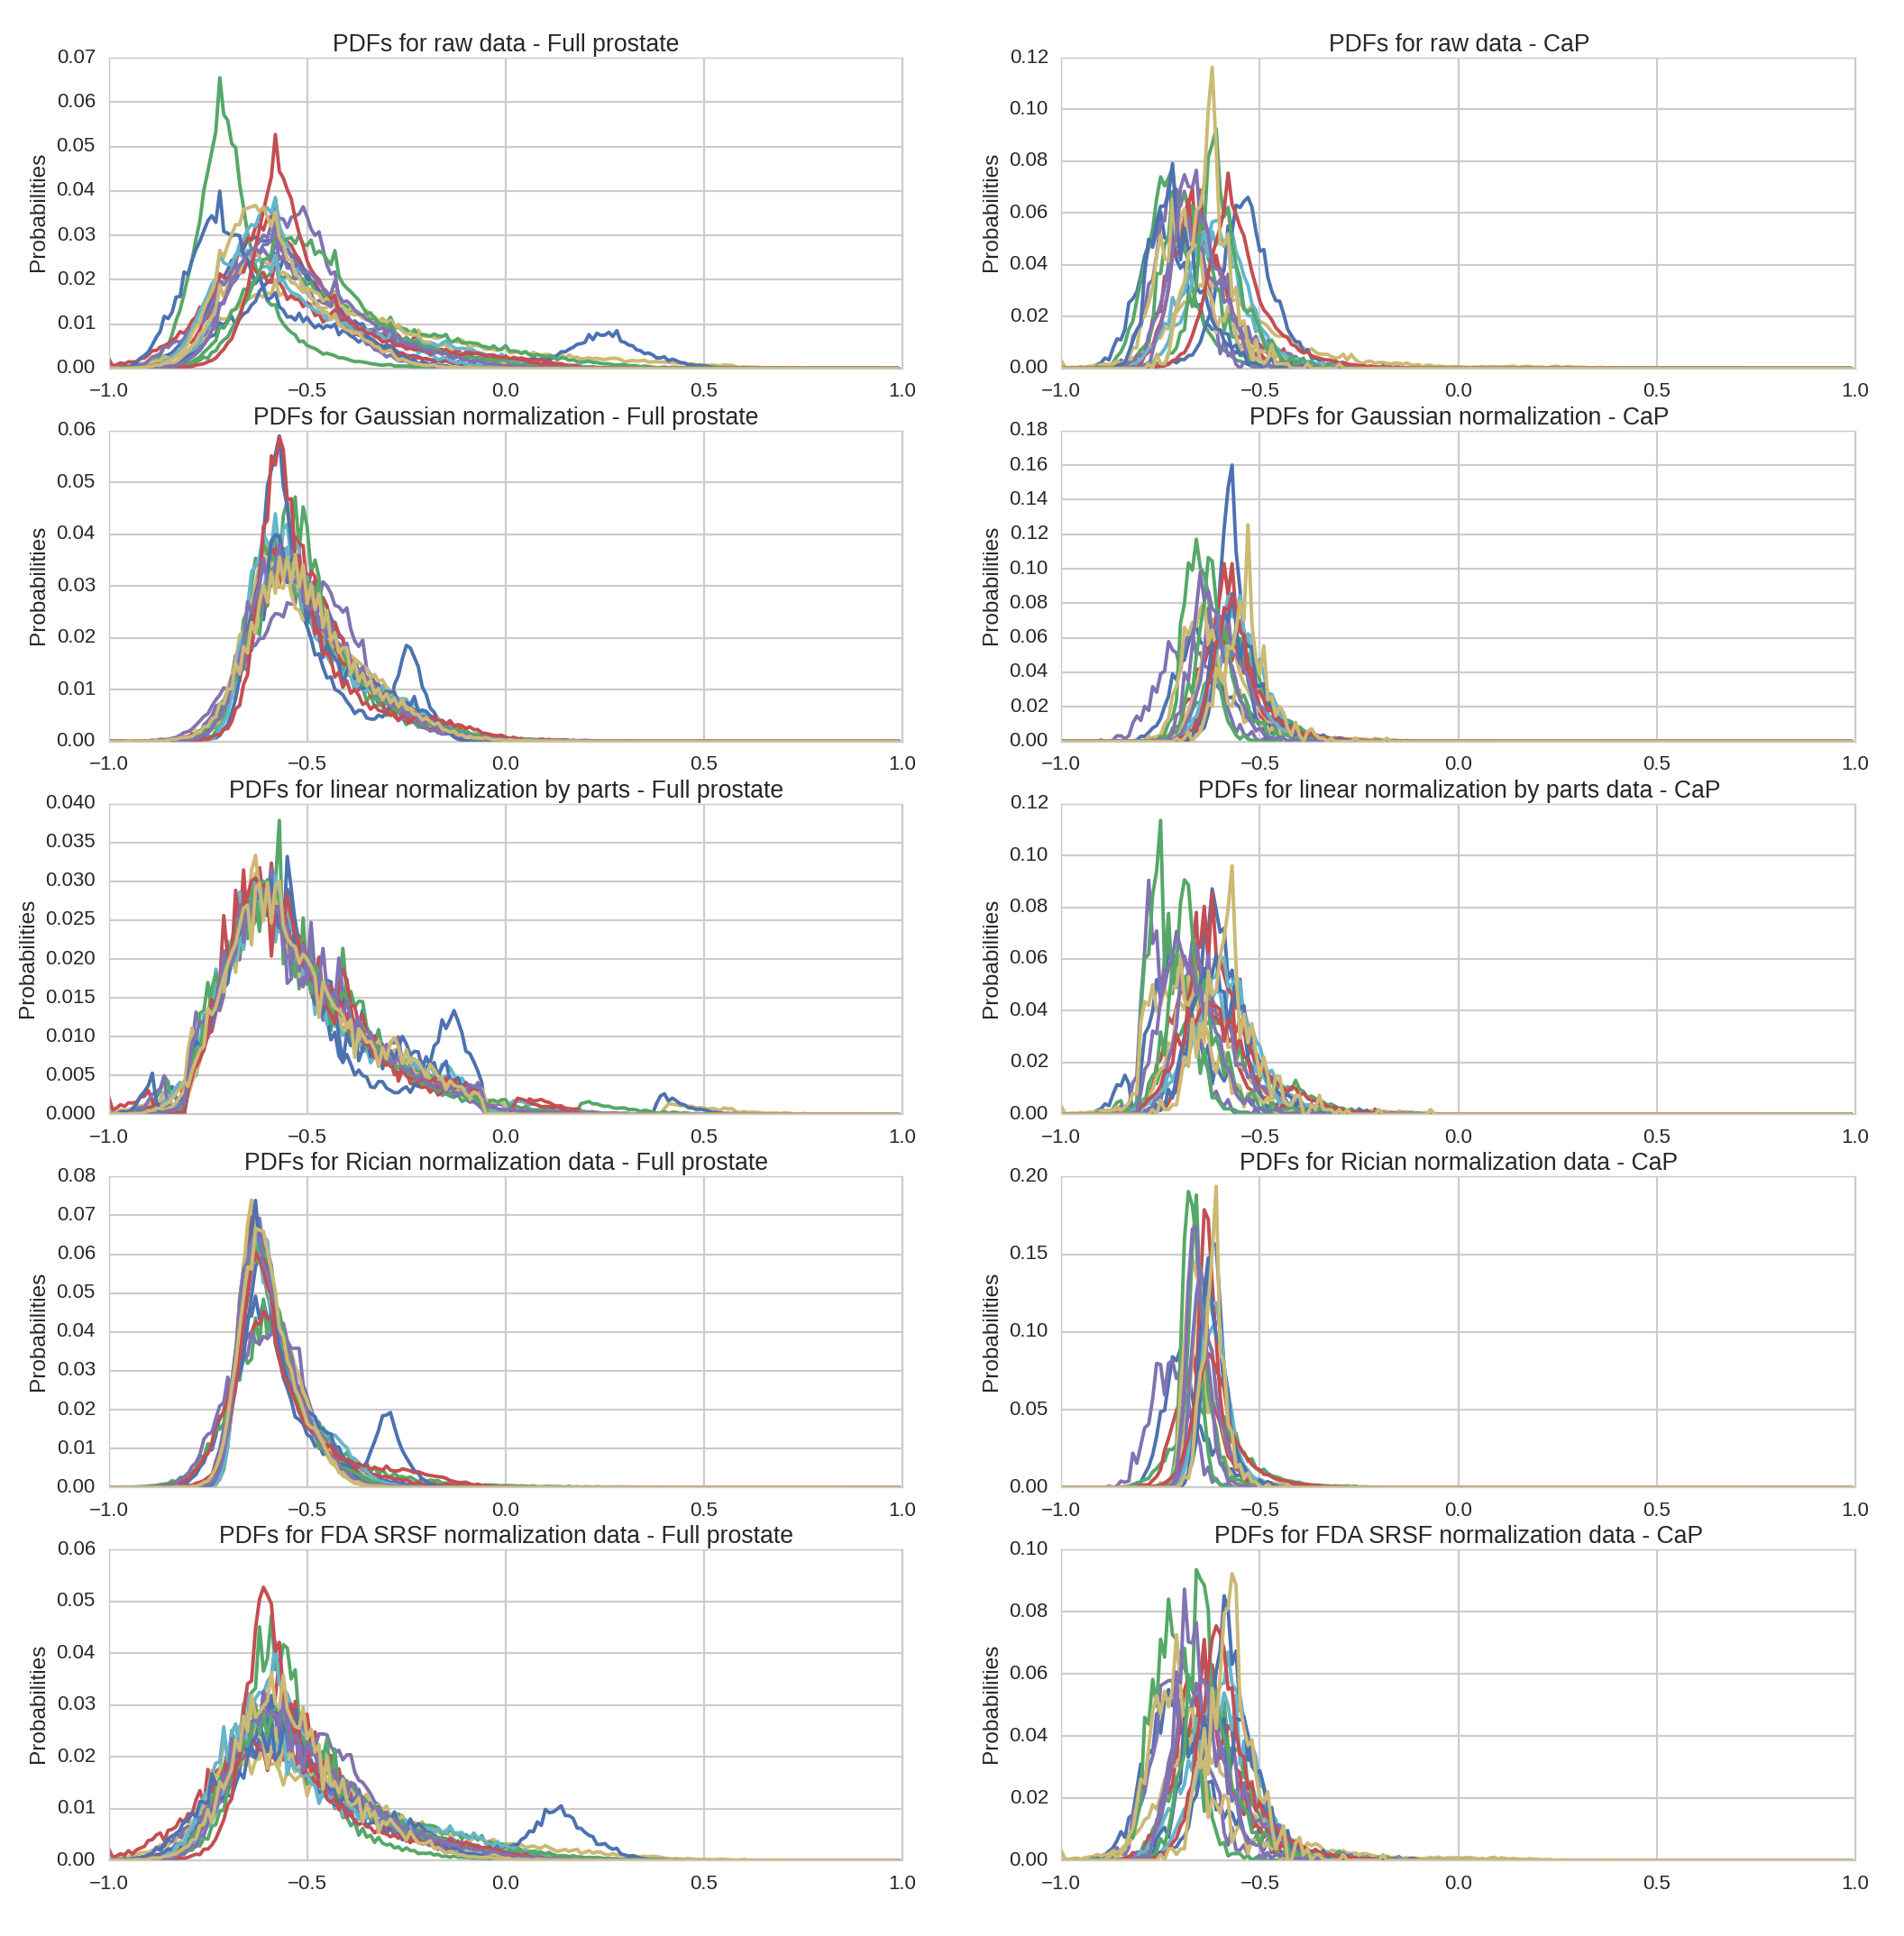 PDFs for raw data - Full prostate
Probabilities
0.07
0.06
0.05
0.04
0.03
0.02
0.01
0.00
−1.0 −0.5 0.0 0.5 1.0
PDFs for raw data - CaP
Probabilities
0.12
0.10
0.08
0.06
0.04
0.02
0.00
−1.0 −0.5 0.0 0.5 1.0
PDFs for Gaussian normalization - Full prostate
Probabilities
0.06
0.05
0.04
0.03
0.02
0.01
0.00
−1.0 −0.5 0.0 0.5 1.0
PDFs for Gaussian normalization - CaP
Probabilities
0.18
0.16
0.14
0.12
0.10
0.08
0.06
0.04
0.02
0.00
−1.0 −0.5 0.0 0.5 1.0
PDFs for linear normalization by parts - Full prostate
Probabilities
0.040
0.035
0.030
0.025
0.020
0.015
0.010
0.005
0.000
−1.0 −0.5 0.0 0.5 1.0
PDFs for linear normalization by parts data - CaP
Probabilities
0.12
0.10
0.08
0.06
0.04
0.02
0.00
−1.0 −0.5 0.0 0.5 1.0
PDFs for Rician normalization data - Full prostate
Probabilities
0.08
0.07
0.06
0.05
0.04
0.03
0.02
0.01
0.00
−1.0 −0.5 0.0 0.5 1.0
PDFs for Rician normalization data - CaP
Probabilities
0.20
0.15
0.10
0.05
0.00
−1.0 −0.5 0.0 0.5 1.0
PDFs for FDA SRSF normalization data - Full prostate
Probabilities
0.06
0.05
0.04
0.03
0.02
0.01
0.00
−1.0 −0.5 0.0 0.5 1.0
PDFs for FDA SRSF normalization data - CaP
Probabilities
0.10
0.08
0.06
0.04
0.02
0.00
−1.0 −0.5 0.0 0.5 1.0